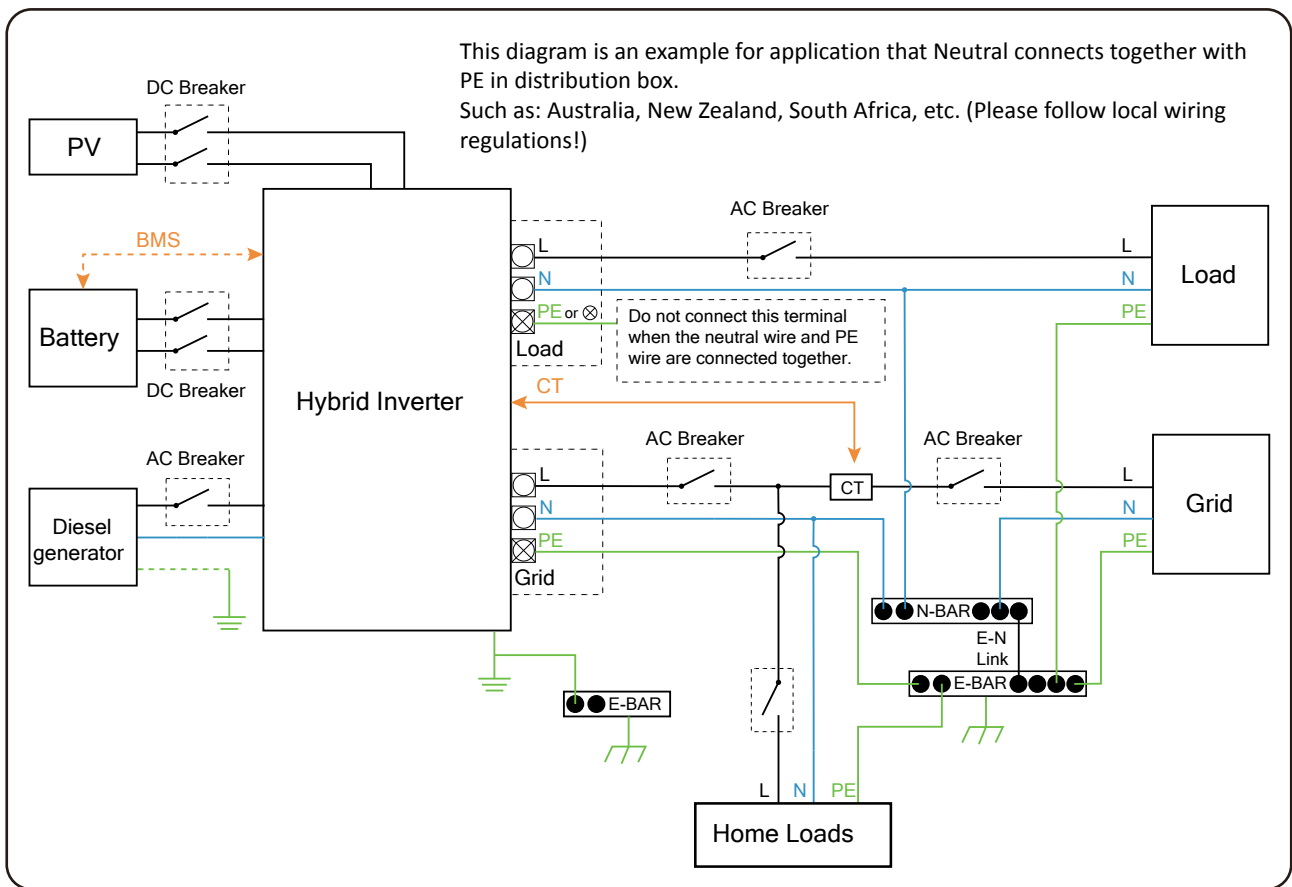 This diagram is an example for application that Neutral connects together with
PE in distribution box.
Such as: Australia, New Zealand, South Africa, etc. (Please follow local wiring
regulations!)
DC Breaker
PV
AC Breaker
BMS
L
L
N
N
Load
PE or ⊗
PE
Do not connect this terminal
when the neutral wire and PE
wire are connected together.
Battery
Load
DC Breaker
CT
Hybrid Inverter
AC Breaker
AC Breaker
AC Breaker
L
CT
L
Diesel
generator
N
N
Grid
PE
PE
Grid
N-BAR
E-N
Link
E-BAR
E-BAR
L
N
PE
Home Loads